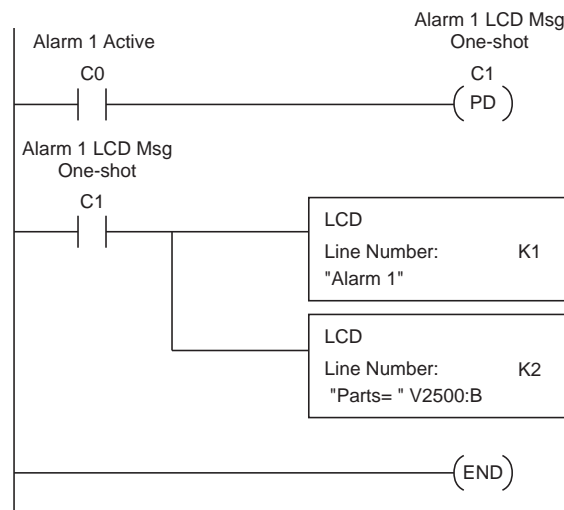 Alarm 1 Active
C0
Alarm 1 LCD Msg
One-shot
C1
PD
Alarm 1 LCD Msg
One-shot
C1
LCD
Line Number: K1
"Alarm 1"
LCD
Line Number: K2
"Parts= " V2500:B
END